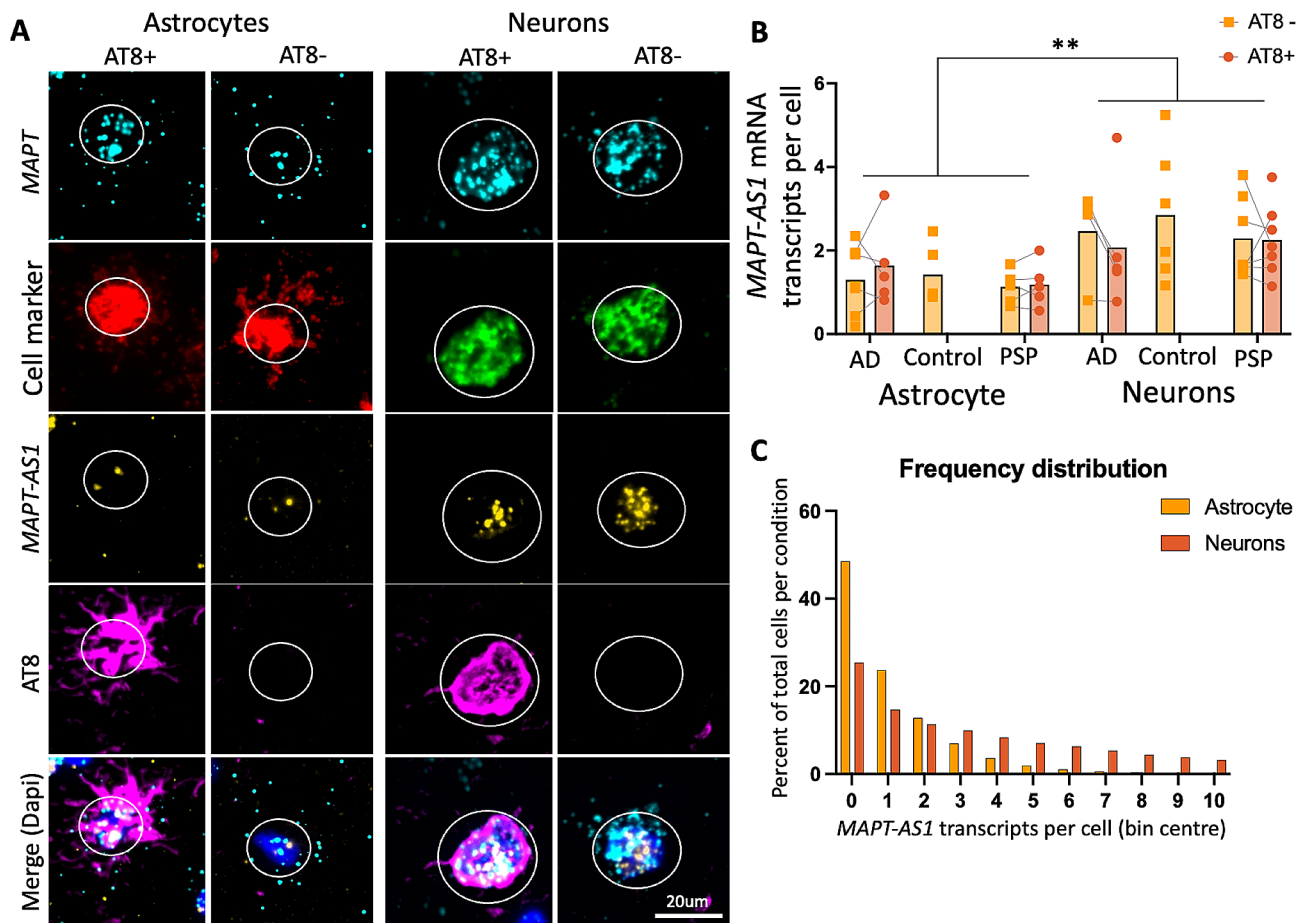 A
Astrocytes
Neurons
AT8+
AT8-
AT8+
AT8-
MAPT
Cell marker
MAPT-AS1
AT8
Merge (Dapi)
20um
B
AT8 -
AT8+
**
MAPT-AS1 mRNA
transcripts per cell
6
4
2
0
AD
Control
PSP
AD
Control
PSP
Astrocyte
Neurons
C
Frequency distribution
Astrocyte
Neurons
Percent of total cells per condition
60
40
20
0
0 1 2 3 4 5 6 7 8 9 10
MAPT-AS1 transcripts per cell (bin centre)